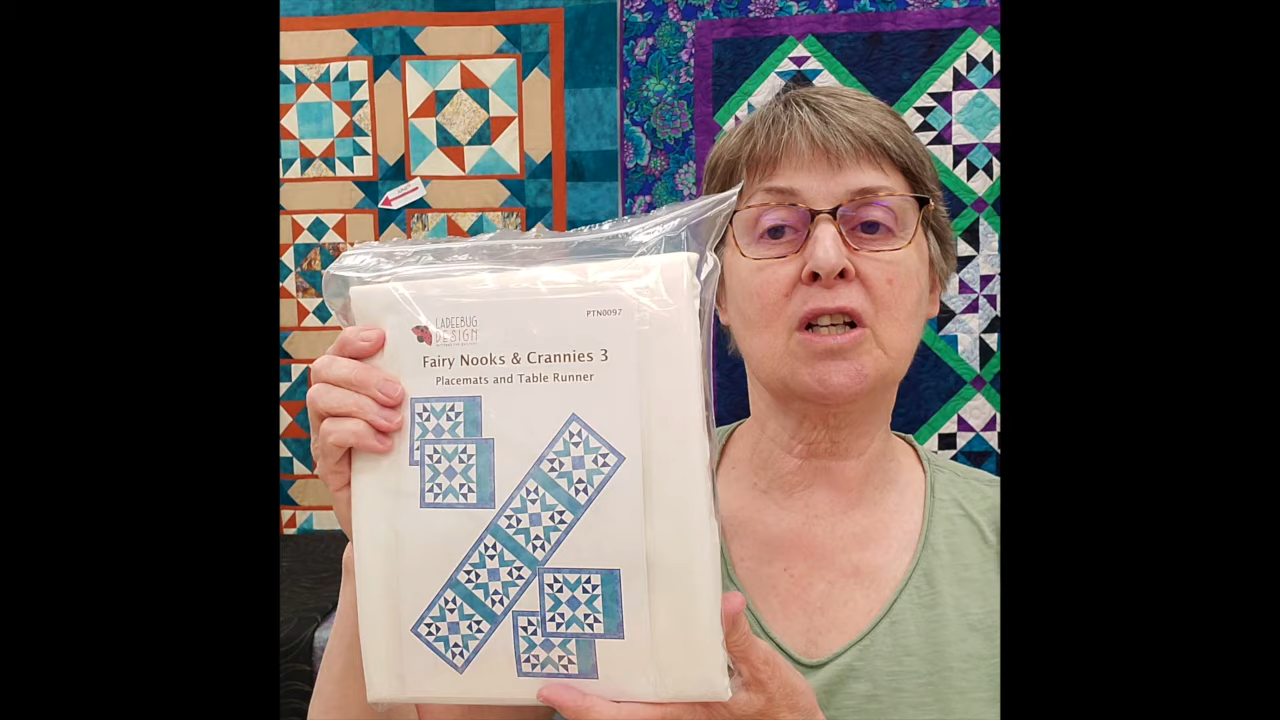 PTN0097
LADEEBUG
DESIGN
Fairy Nooks & Crannies 3
Placemats and Table Runner